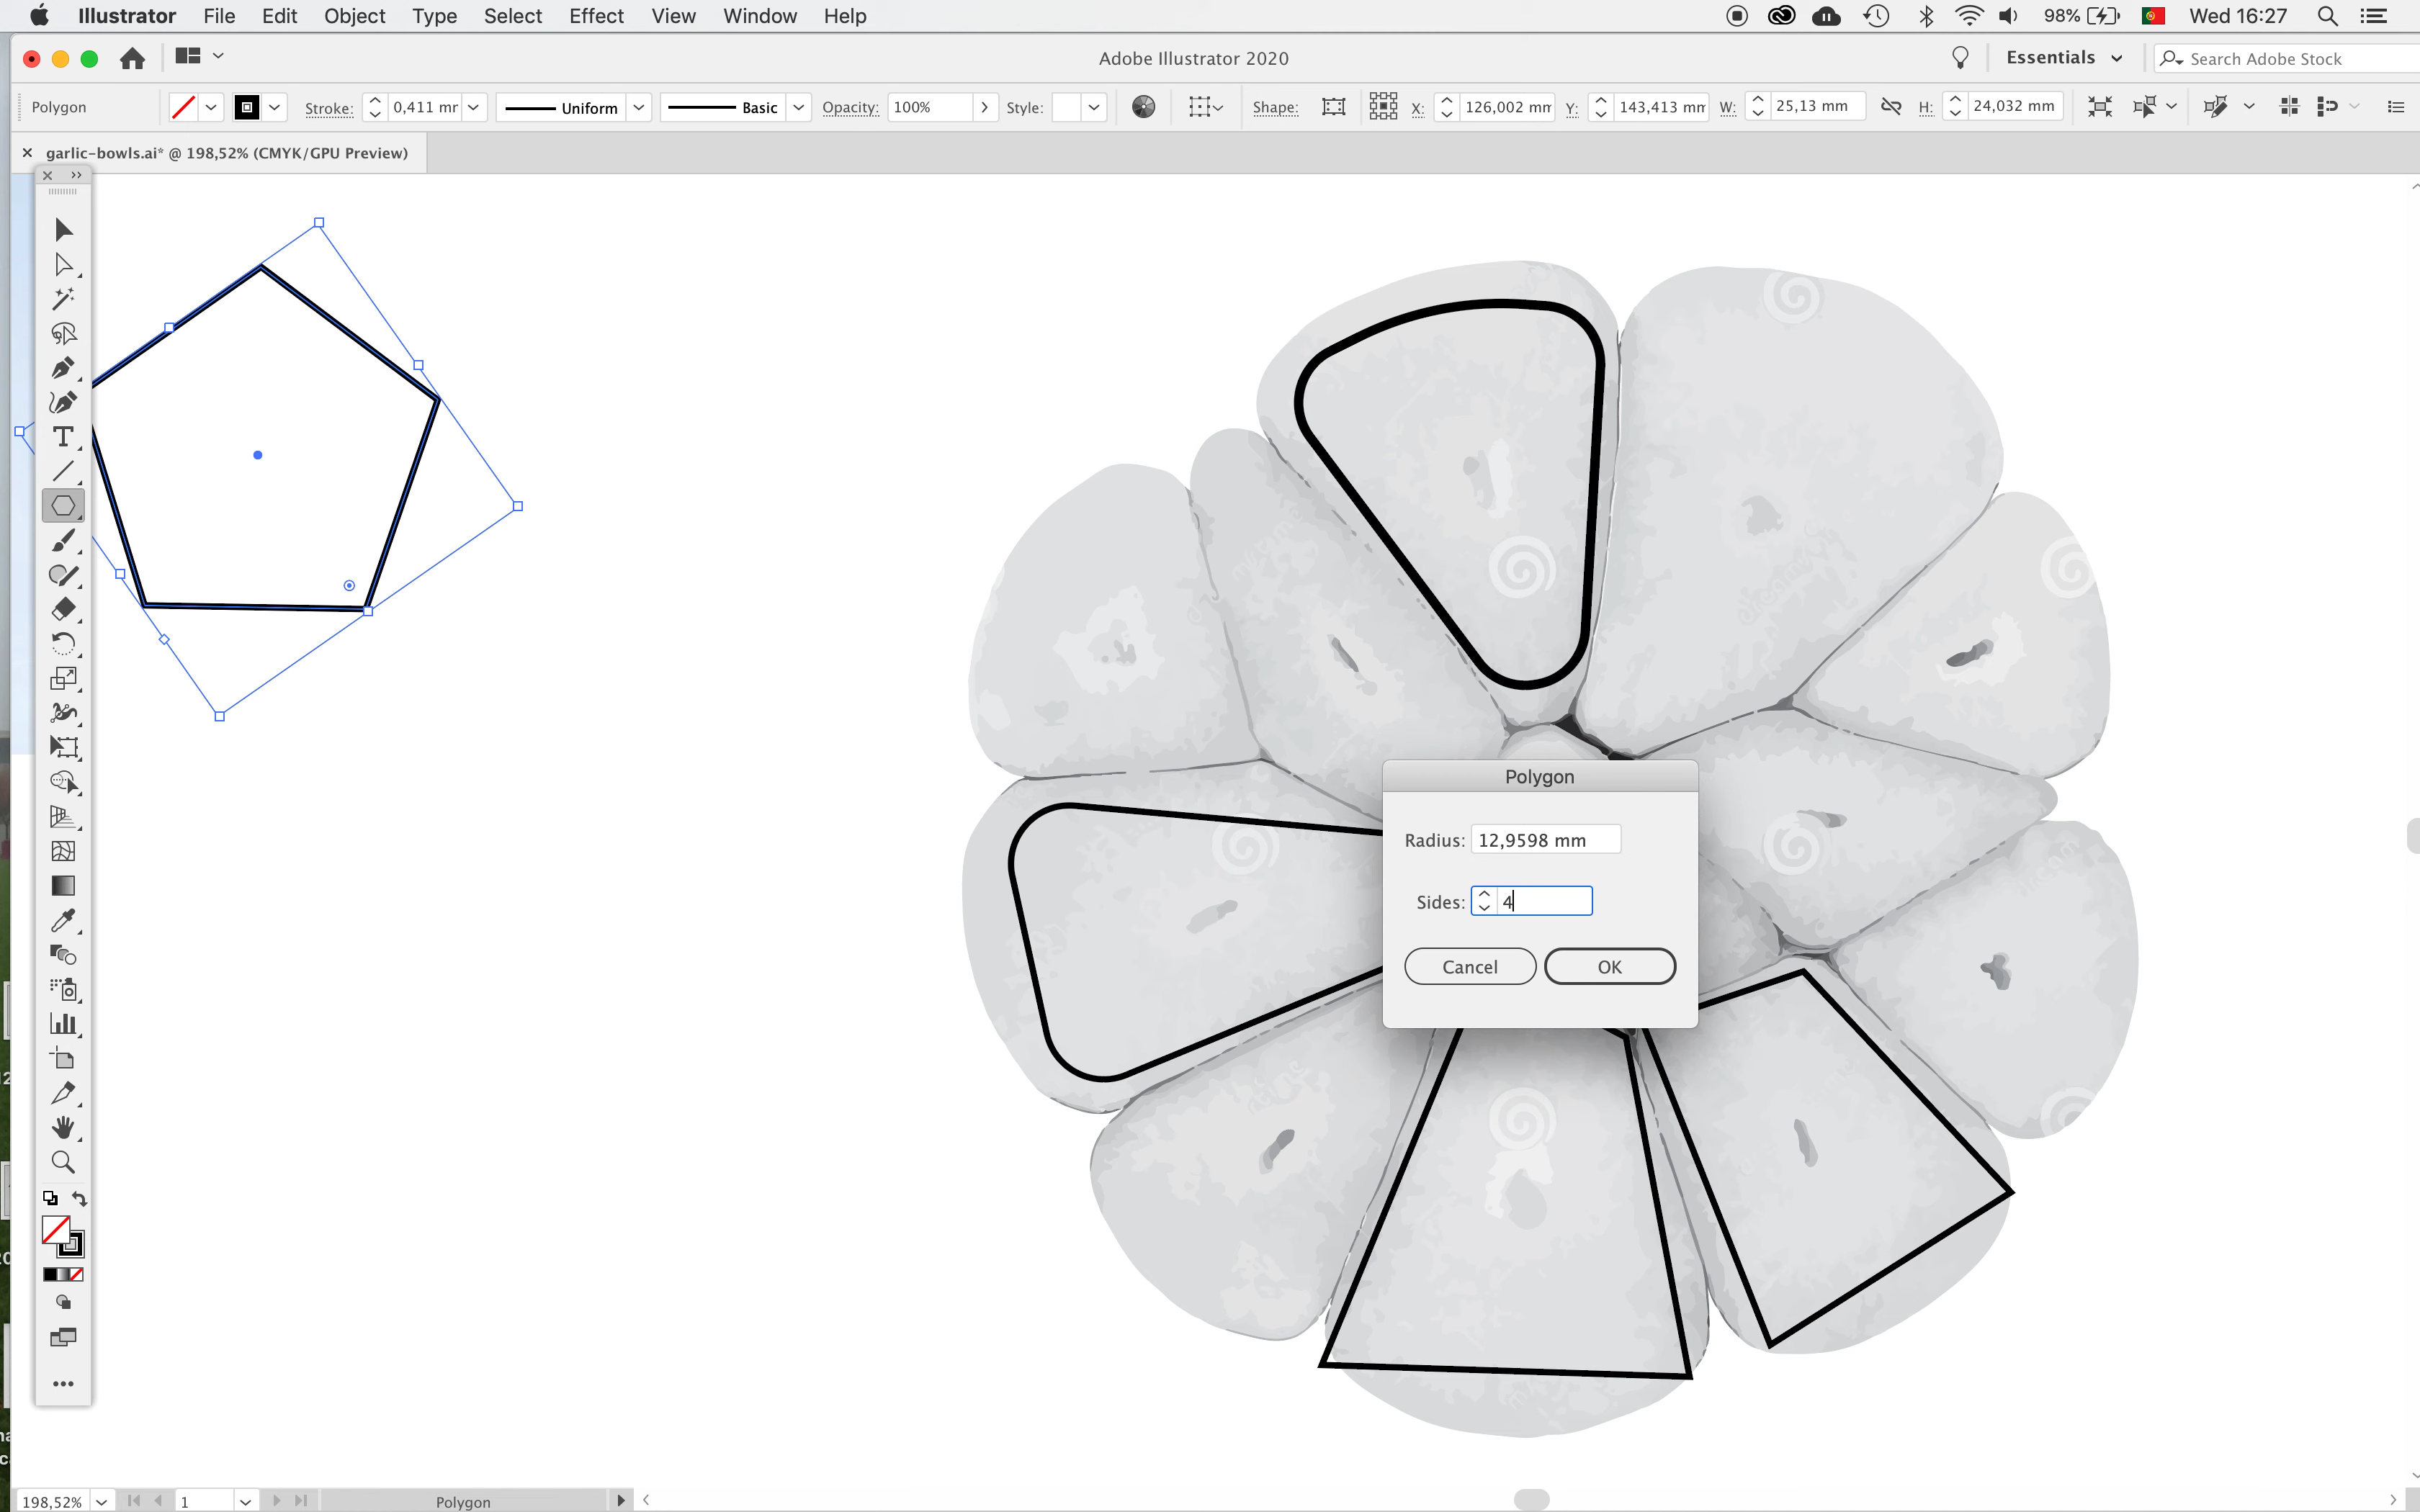 Illustrator File Edit Object Type Select Effect View Window Help
98% Wed 16:27
Adobe Illustrator 2020
Essentials
Search Adobe Stock
Polygon Stroke: 0,411 mr Uniform Basic Opacity: 100% Style: Shape: X: 126,002 mm Y: 143,413 mm W: 25,13 mm H: 24,032 mm
garlic-bowls.ai* @ 198,52% (CMYK/GPU Preview)
Polygon
Radius: 12,9598 mm
Sides: 4
Cancel OK
198,52% 1 Polygon